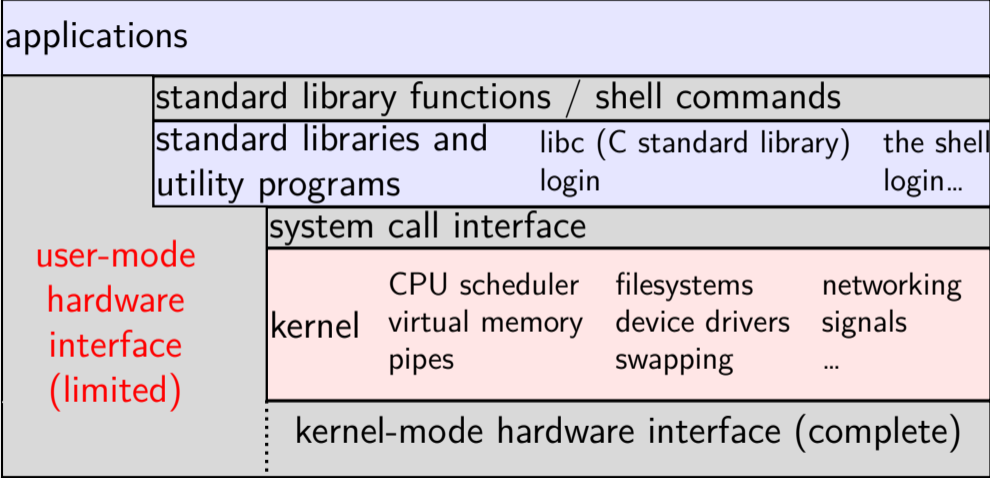 applications
standard library functions / shell commands
standard libraries and
utility programs
libc (C standard library)
login
the shell
login…
system call interface
user-mode
hardware
interface
(limited)
kernel
CPU scheduler
virtual memory
pipes
filesystems
device drivers
swapping
networking
signals
…
kernel-mode hardware interface (complete)